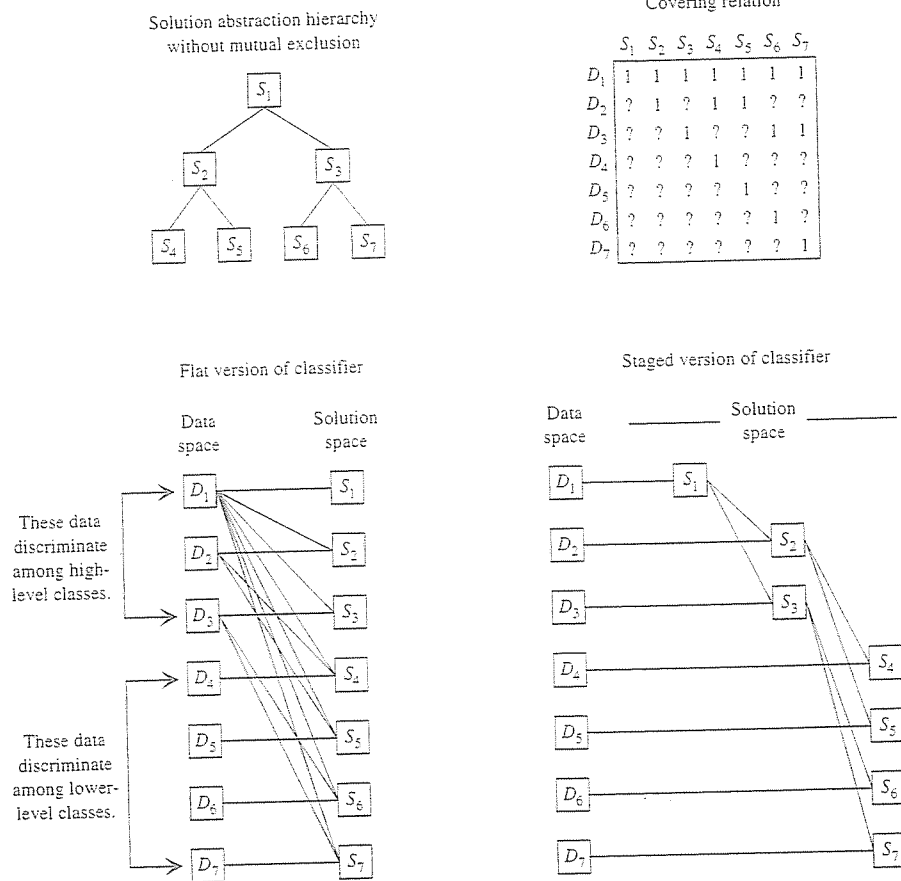 Solution abstraction hierarchy
without mutual exclusion
S1
S2 S3
S4 S5 S6 S7
Covering relation
S1 S2 S3 S4 S5 S6 S7
D1 1 1 1 1 1 1 1
D2 ? 1 ? 1 1 ? ?
D3 ? ? 1 ? ? 1 1
D4 ? ? ? 1 ? ? ?
D5 ? ? ? ? 1 ? ?
D6 ? ? ? ? ? 1 ?
D7 ? ? ? ? ? ? 1
Flat version of classifier
Data
space
Solution
space
D1 S1
D2 S2
D3 S3
D4 S4
D5 S5
D6 S6
D7 S7
These data
discriminate
among high-
level classes.
These data
discriminate
among lower-
level classes.
Staged version of classifier
Data
space
Solution
space
D1 S1
D2 S2
D3 S3
D4 S4
D5 S5
D6 S6
D7 S7